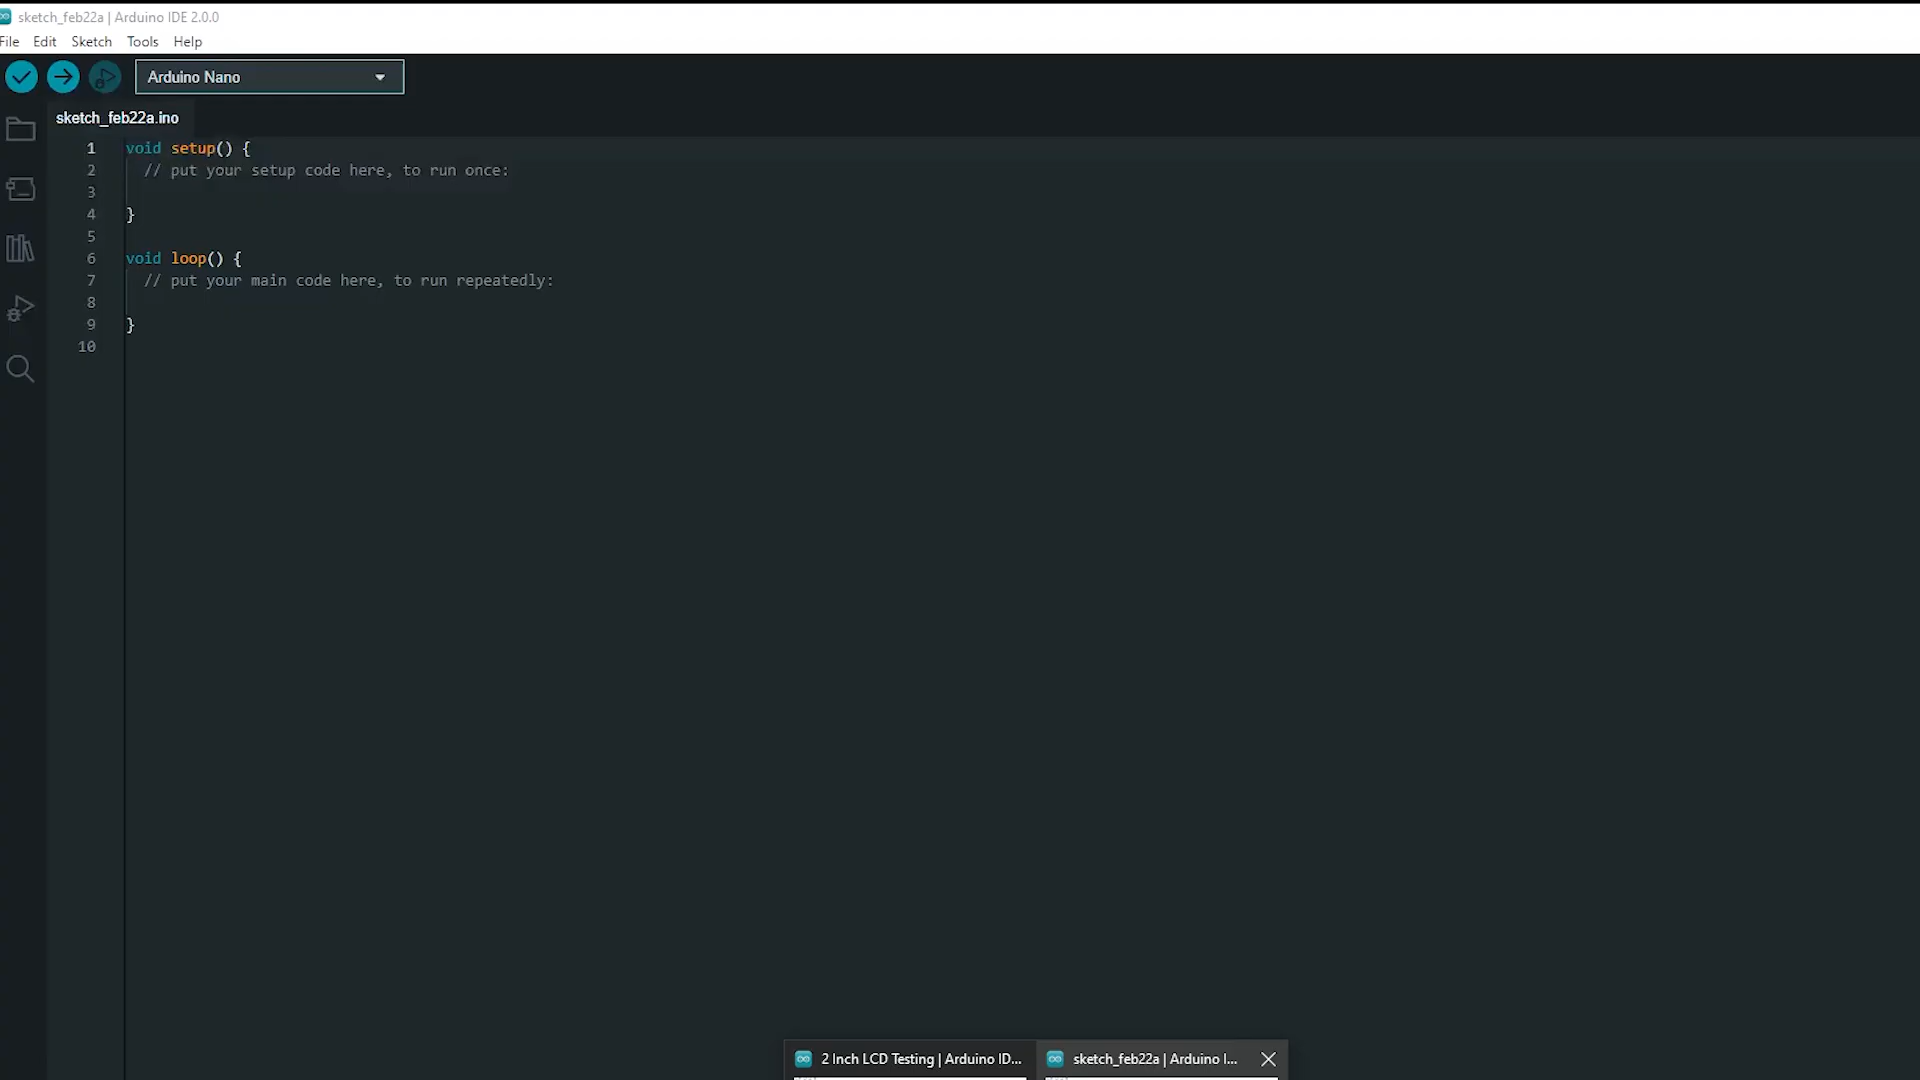 sketch_feb22a | Arduino IDE 2.0.0
File Edit Sketch Tools Help
Arduino Nano
sketch_feb22a.ino
1 void setup() {
2 // put your setup code here, to run once:
3
4 }
5
6 void loop() {
7 // put your main code here, to run repeatedly:
8
9 }
10
2 Inch LCD Testing | Arduino ID... sketch_feb22a | Arduino I...